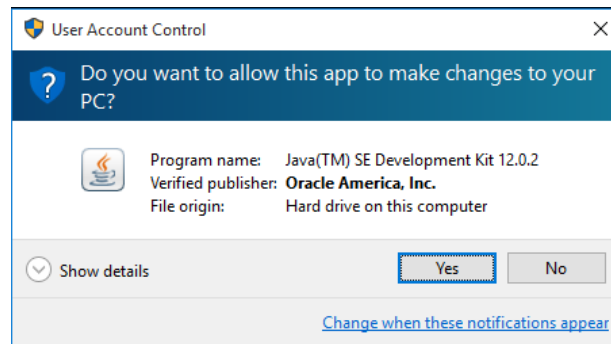 User Account Control
Do you want to allow this app to make changes to your
PC?
Program name: Java(TM) SE Development Kit 12.0.2
Verified publisher: Oracle America, Inc.
File origin: Hard drive on this computer
Show details
Yes
No
Change when these notifications appear